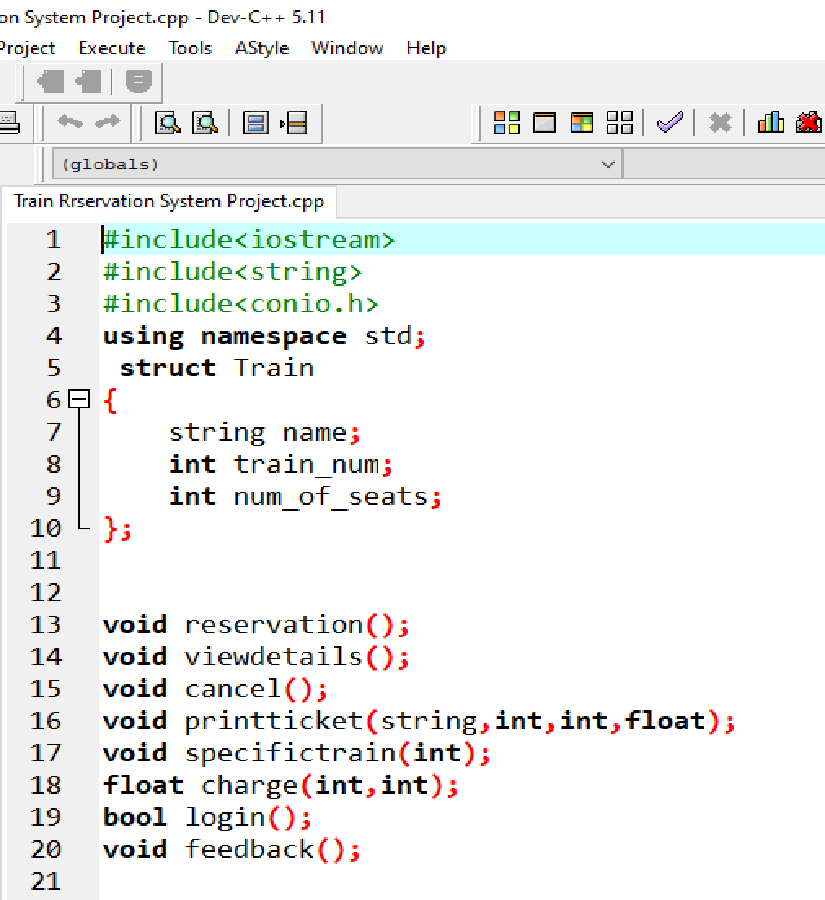 on System Project.cpp - Dev-C++ 5.11
Project Execute Tools AStyle Window Help
(globals)
Train Rrservation System Project.cpp
1 #include<iostream>
2 #include<string>
3 #include<conio.h>
4 using namespace std;
5 struct Train
6 {
7 string name;
8 int train_num;
9 int num_of_seats;
10 };
11
12
13 void reservation();
14 void viewdetails();
15 void cancel();
16 void printticket(string,int,int,float);
17 void specifictrain(int);
18 float charge(int,int);
19 bool login();
20 void feedback();
21